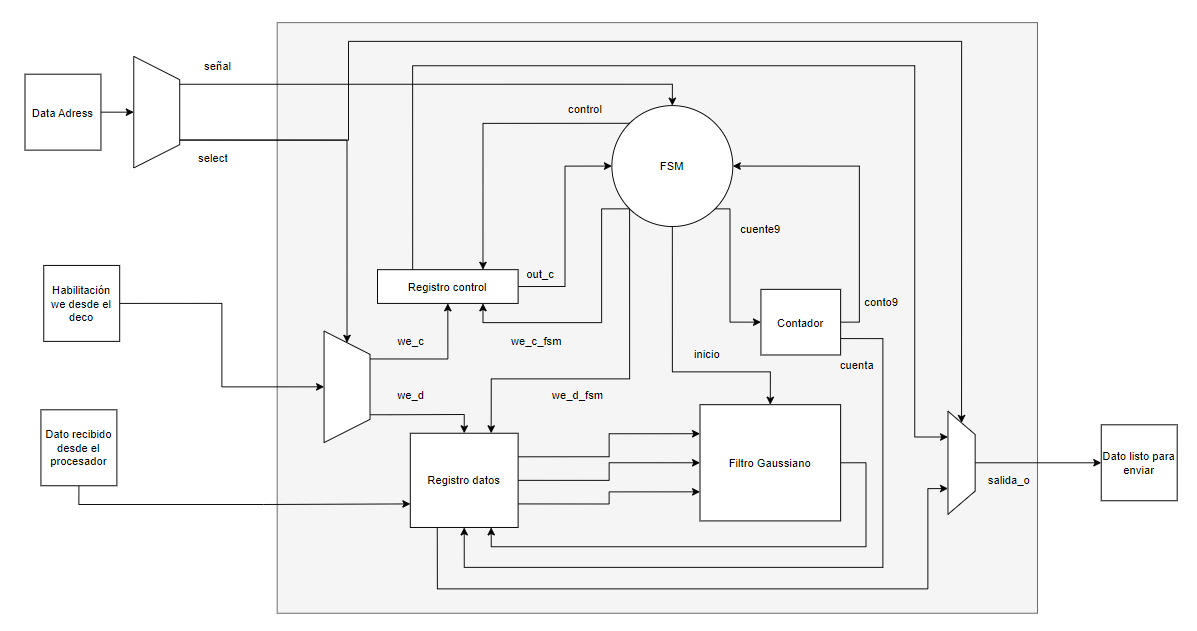 señal
Data Adress
control
select
FSM
cuente9
out_c
Registro control
Habilitación
we desde el
deco
conto9
Contador
we_c
we_c_fsm
inicio
cuenta
we_d
we_d_fsm
Dato recibido
desde el
procesador
Registro datos
Filtro Gaussiano
Dato listo para
enviar
salida_o